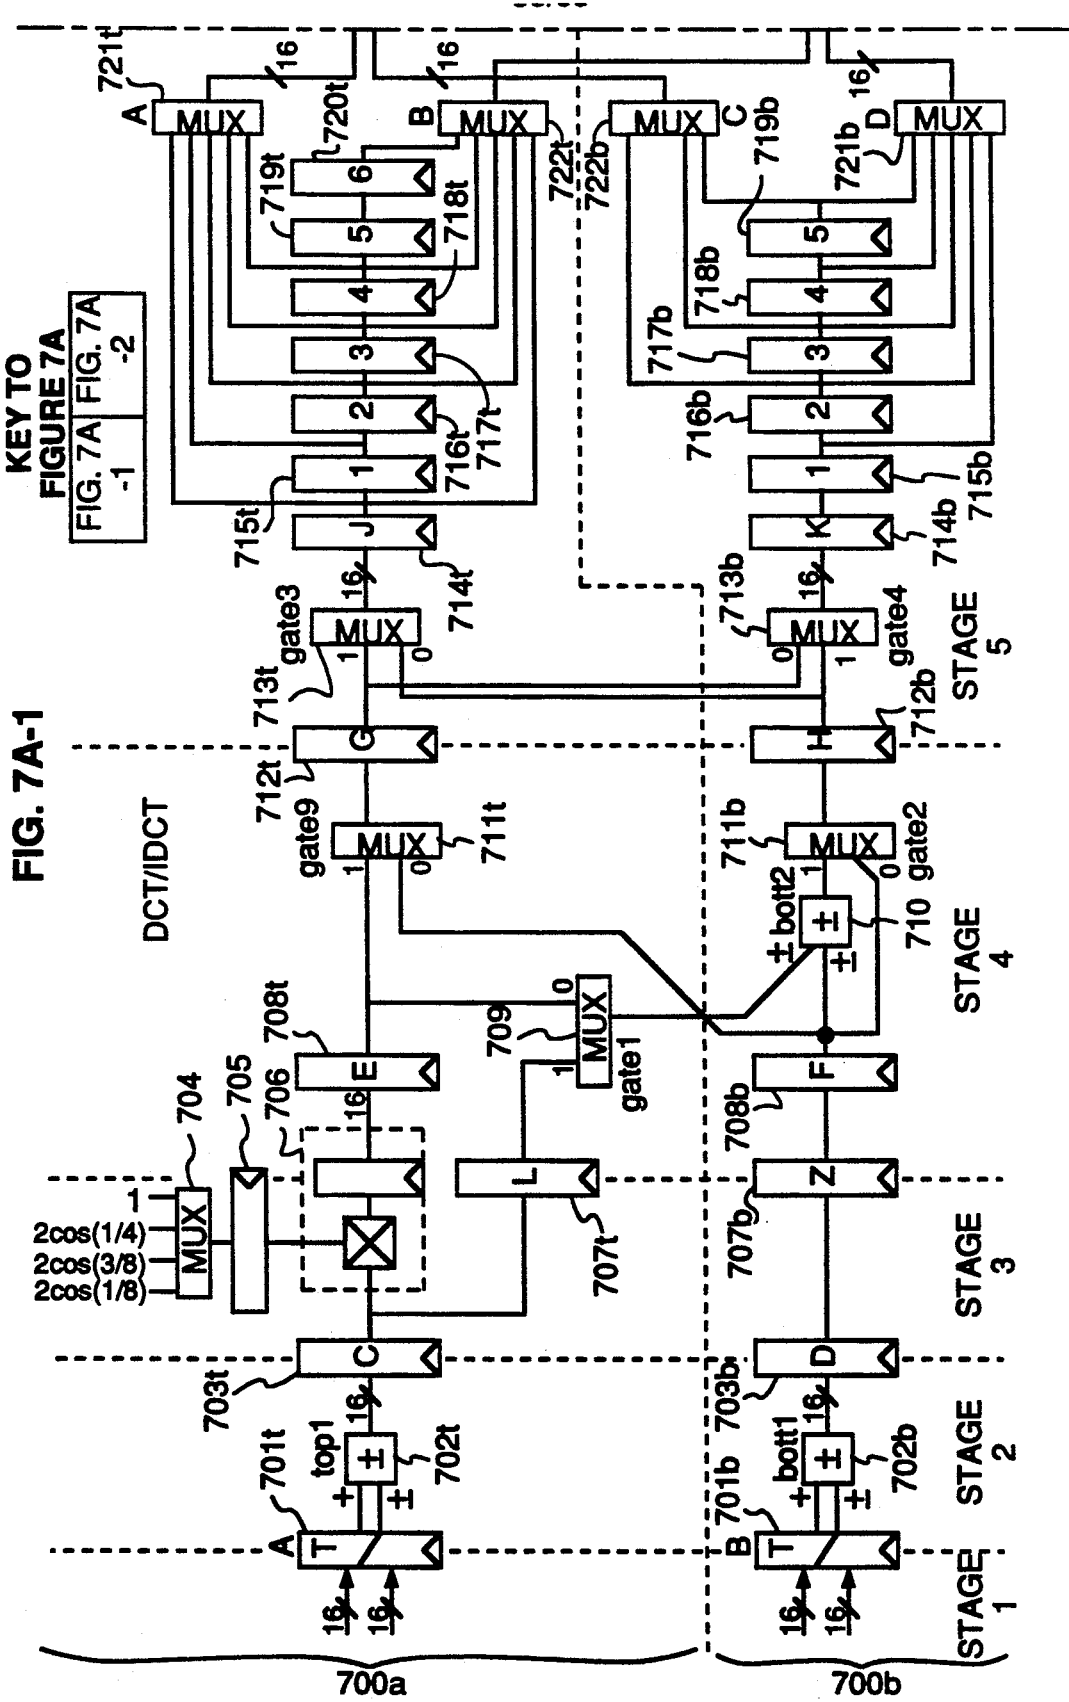 FIG. 7A-1
KEY TO
FIGURE 7A
FIG. 7A
-1
FIG. 7A
-2
DCT/IDCT
700a
16
16
A
T
701t
top1
+
±
±
702t
16
703t
C
2cos(1/8)
2cos(3/8)
2cos(1/4)
1
MUX
704
705
706
L
707t
16
E
708t
709
1
MUX
0
gate1
gate9
1
MUX
0
711t
G
712t
gate3
1
MUX
0
713t
16
J
714t
1
715t
2
716t
3
717t
4
718t
5
719t
6
720t
A
MUX
721t
16
B
MUX
722t
16
700b
16
16
B
T
701b
bott1
+
±
±
702b
16
703b
D
Z
707b
F
708b
±
bott2
±
±
710
711b
1
MUX
0
gate2
H
712b
0
MUX
1
713b
gate4
16
K
714b
1
715b
2
716b
3
717b
4
718b
5
719b
722b
MUX
C
D
MUX
721b
16
STAGE
1
STAGE
2
STAGE
3
STAGE
4
STAGE
5